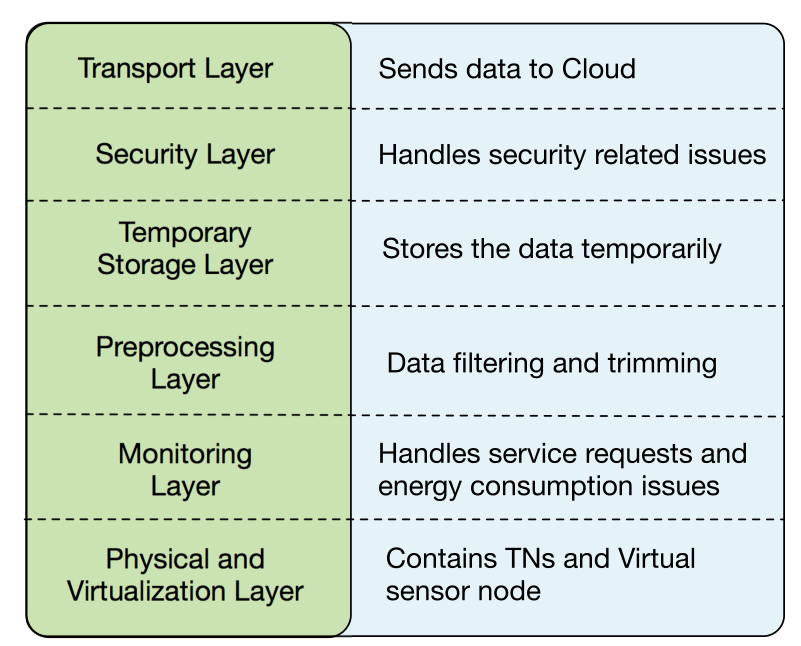 Transport Layer
Sends data to Cloud
Security Layer
Handles security related issues
Temporary
Storage Layer
Stores the data temporarily
Preprocessing
Layer
Data filtering and trimming
Monitoring
Layer
Handles service requests and
energy consumption issues
Physical and
Virtualization Layer
Contains TNs and Virtual
sensor node